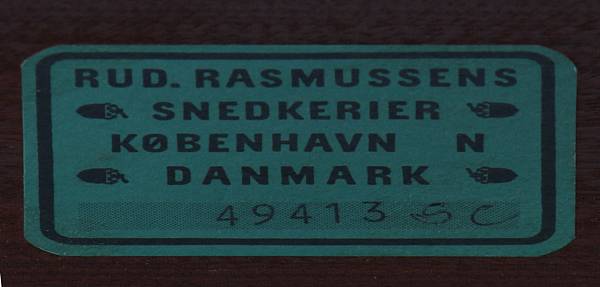 RUD. RASMUSSENS
SNEDKERIER
KØBENHAVN N
DANMARK
49413 SC